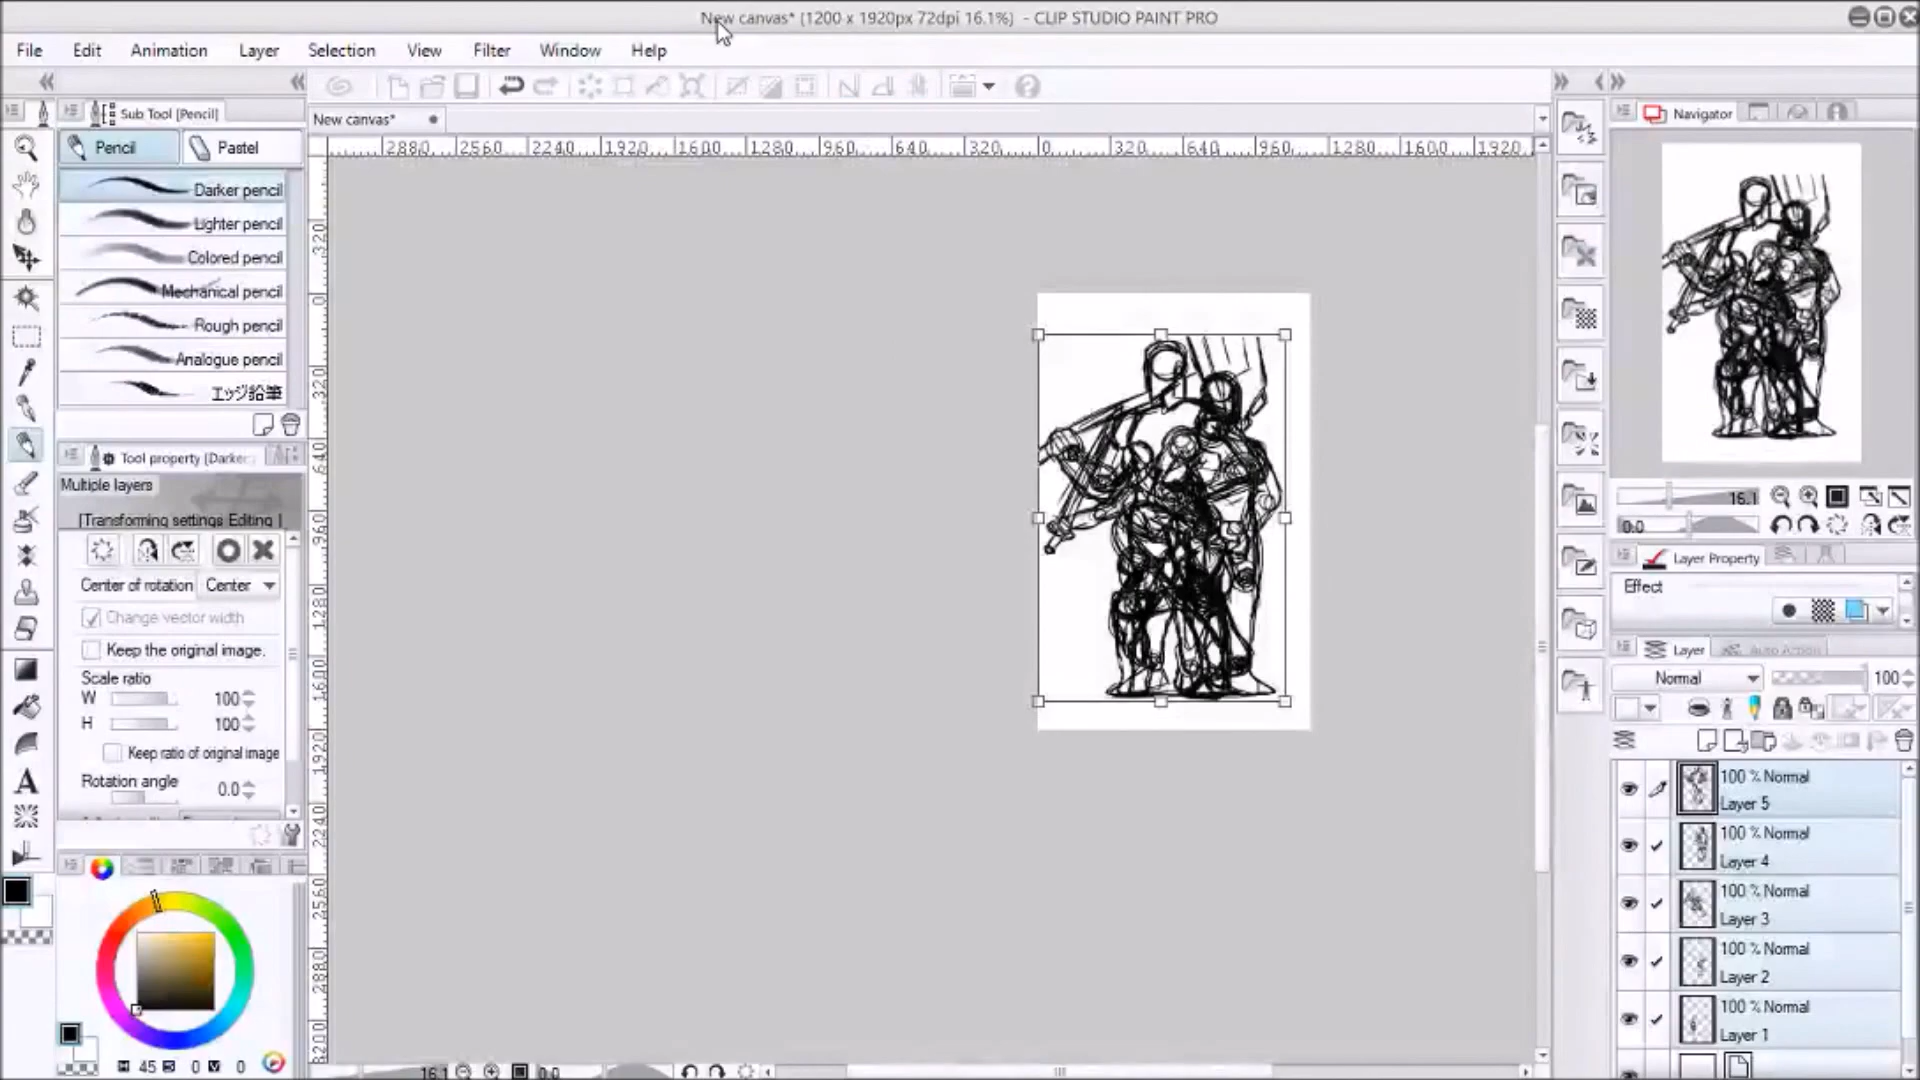 New canvas* (1200 x 1920px 72dpi 16.1%) - CLIP STUDIO PAINT PRO
File Edit Animation Layer Selection View Filter Window Help
Sub Tool [Pencil]
Pencil Pastel
Darker pencil
Lighter pencil
Colored pencil
Mechanical pencil
Rough pencil
Analogue pencil
エッジ鉛筆
Tool property [Darker
Multiple layers
[Transforming settings Editing ]
Center of rotation Center
Change vector width
Keep the original image.
Scale ratio
W 100
H 100
Keep ratio of original image
Rotation angle 0.0
H 45 S 0 V 0
New canvas*
2880 2560 2240 1920 1600 1280 960 640 320 0 320 640 960 1280 1600 1920
320
0
320
640
960
1280
1600
1920
2240
2560
2880
3200
16.1 0.0
Navigator
16.1
0.0
Layer Property
Effect
Layer Auto Action
Normal 100
100 % Normal
Layer 5
100 % Normal
Layer 4
100 % Normal
Layer 3
100 % Normal
Layer 2
100 % Normal
Layer 1